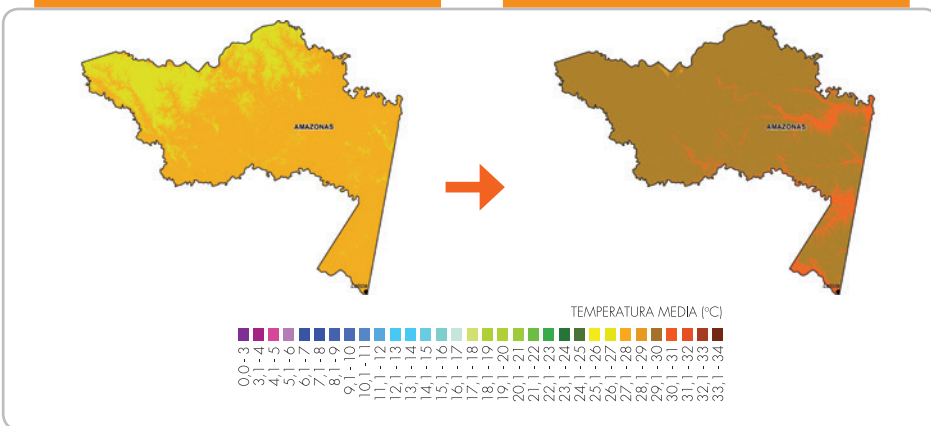 AMAZONAS
AMAZONAS
TEMPERATURA MEDIA (°C)
0,0 - 3
3,1 - 4
4,1 - 5
5,1 - 6
6,1 - 7
7,1 - 8
8,1 - 9
9,1 - 10
10,1 - 11
11,1 - 12
12,1 - 13
13,1 - 14
14,1 - 15
15,1 - 16
16,1 - 17
17,1 - 18
18,1 - 19
19,1 - 20
20,1 - 21
21,1 - 22
22,1 - 23
23,1 - 24
24,1 - 25
25,1 - 26
26,1 - 27
27,1 - 28
28,1 - 29
29,1 - 30
30,1 - 31
31,1 - 32
32,1 - 33
33,1 - 34